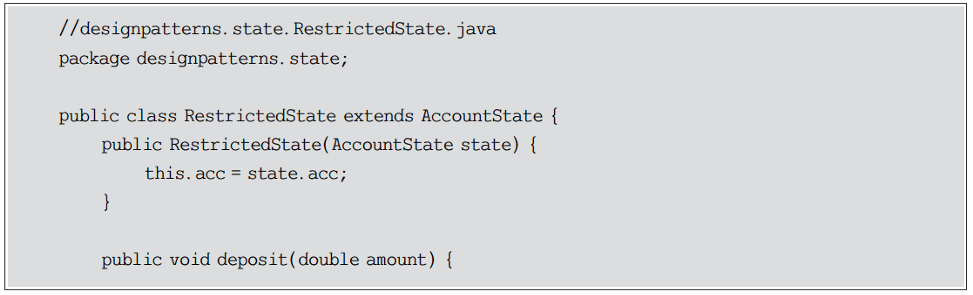 //designpatterns.state.RestrictedState.java
package designpatterns.state;
public class RestrictedState extends AccountState {
public RestrictedState(AccountState state) {
this.acc = state.acc;
}
public void deposit(double amount) {